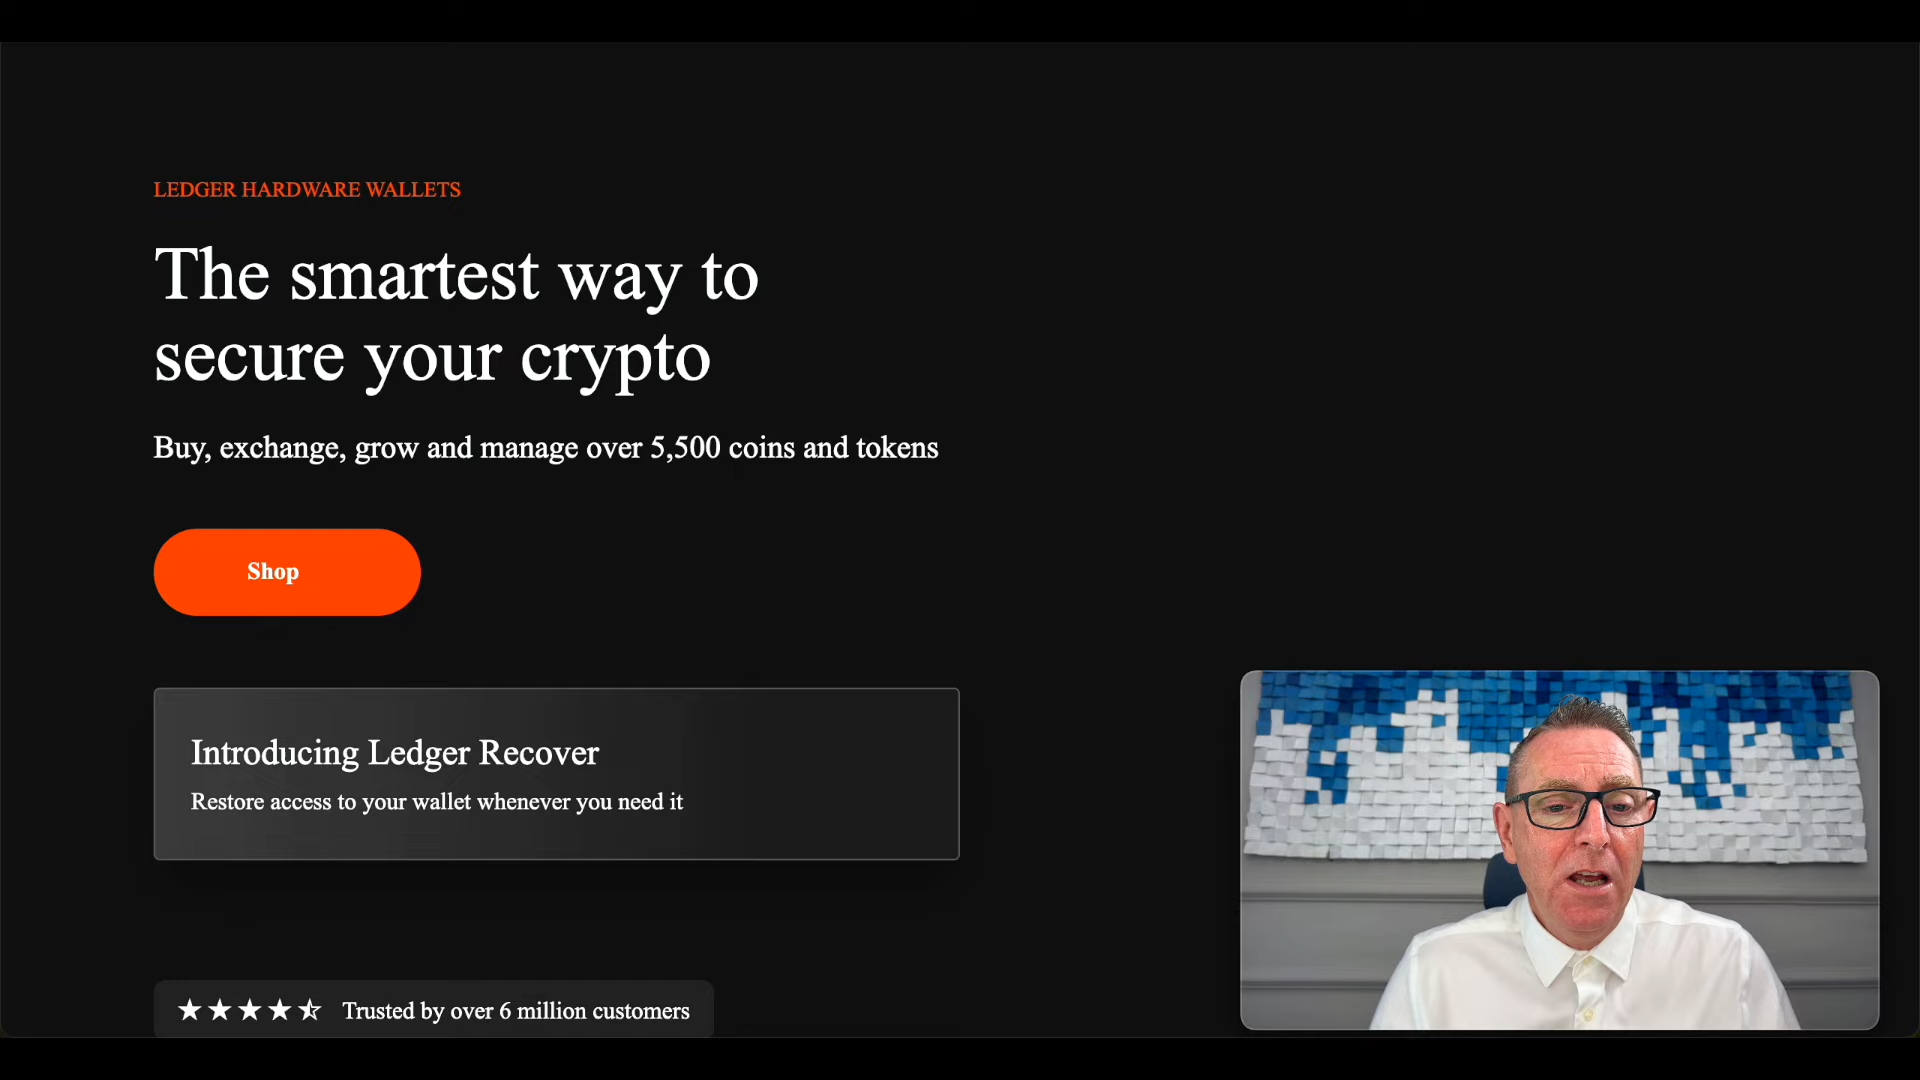 LEDGER HARDWARE WALLETS
The smartest way to
secure your crypto
Buy, exchange, grow and manage over 5,500 coins and tokens
Shop
Introducing Ledger Recover
Restore access to your wallet whenever you need it
Trusted by over 6 million customers